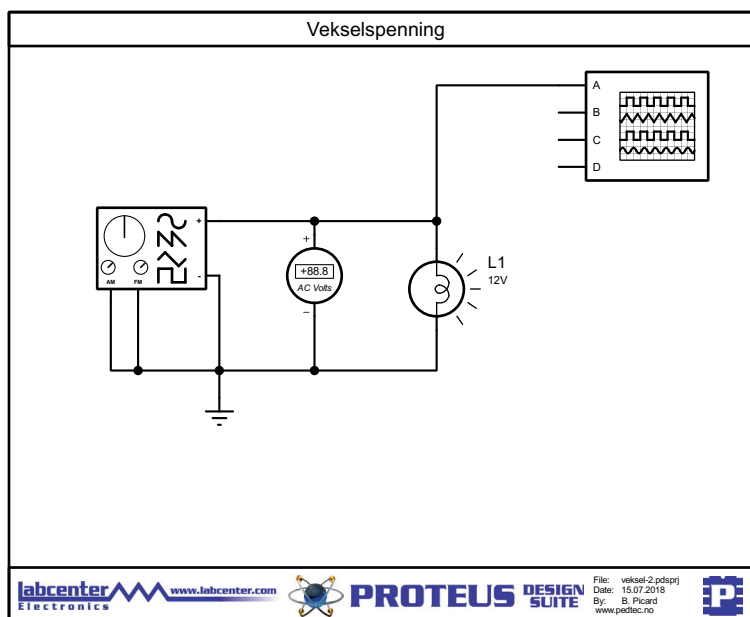 Vekselspenning
A
B
C
D
+
-
AM
FM
+
+88.8
AC Volts
−
L1
12V
labcenter
Electronics
www.labcenter.com
PROTEUS DESIGN SUITE
File: veksel-2.pdsprj
Date: 15.07.2018
By: B. Picard
www.pedtec.no
P